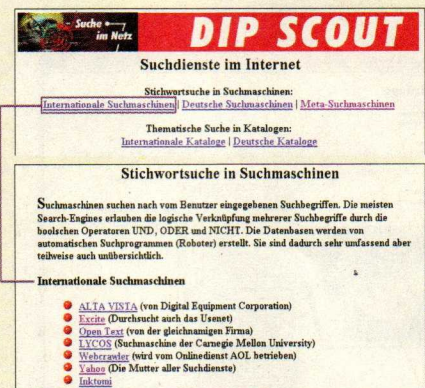 Suche
im Netz
DIP SCOUT
Suchdienste im Internet
Stichwortsuche in Suchmaschinen:
Internationale Suchmaschinen | Deutsche Suchmaschinen | Meta-Suchmaschinen
Thematische Suche in Katalogen:
Internationale Kataloge | Deutsche Kataloge
Stichwortsuche in Suchmaschinen
Suchmaschinen suchen nach vom Benutzer eingegebenen Suchbegriffen. Die meisten
Search-Engines erlauben die logische Verknüpfung mehrerer Suchbegriffe durch die
boolschen Operatoren UND, ODER und NICHT. Die Datenbasen werden von
automatischen Suchprogrammen (Roboter) erstellt. Sie sind dadurch sehr umfassend aber
teilweise auch unübersichtlich.
Internationale Suchmaschinen
ALTA VISTA (von Digital Equipment Corporation)
Excite (Durchsucht auch das Usenet)
Open Text (von der gleichnamigen Firma)
LYCOS (Suchmaschine der Carnegie Mellon University)
Webcrawler (wird vom Onlinedienst AOL betrieben)
Yahoo (Die Mutter aller Suchdienste)
Inktomi